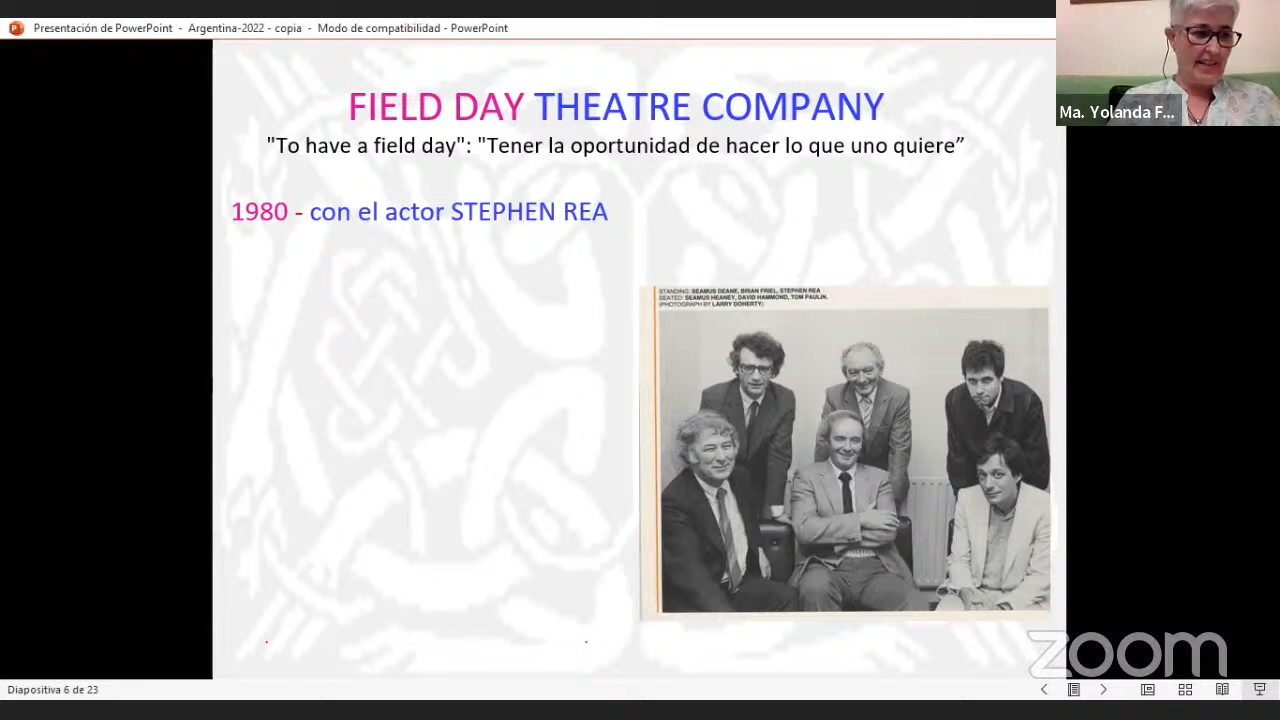 Presentación de PowerPoint - Argentina-2022 - copia - Modo de compatibilidad - PowerPoint
Ma. Yolanda F...
FIELD DAY THEATRE COMPANY
"To have a field day": "Tener la oportunidad de hacer lo que uno quiere”
1980 - con el actor STEPHEN REA
STANDING: SEAMUS DEANE, BRIAN FRIEL, STEPHEN REA
SEATED: SEAMUS HEANEY, DAVID HAMMOND, TOM PAULIN.
(PHOTOGRAPH BY LARRY DOHERTY)
zoom
Diapositiva 6 de 23